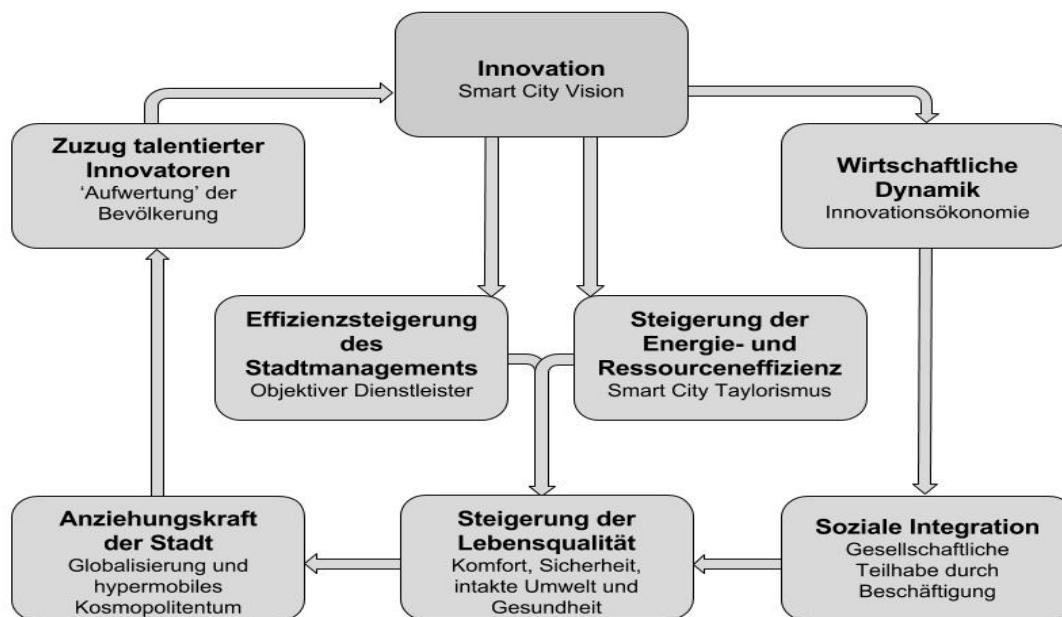 Innovation
Smart City Vision
Zuzug talentierter
Innovatoren
‘Aufwertung’ der
Bevölkerung
Wirtschaftliche
Dynamik
Innovationsökonomie
Effizienzsteigerung
des
Stadtmanagements
Objektiver Dienstleister
Steigerung der
Energie- und
Ressourceneffizienz
Smart City Taylorismus
Anziehungskraft
der Stadt
Globalisierung und
hypermobiles
Kosmopolitentum
Steigerung der
Lebensqualität
Komfort, Sicherheit,
intakte Umwelt und
Gesundheit
Soziale Integration
Gesellschaftliche
Teilhabe durch
Beschäftigung